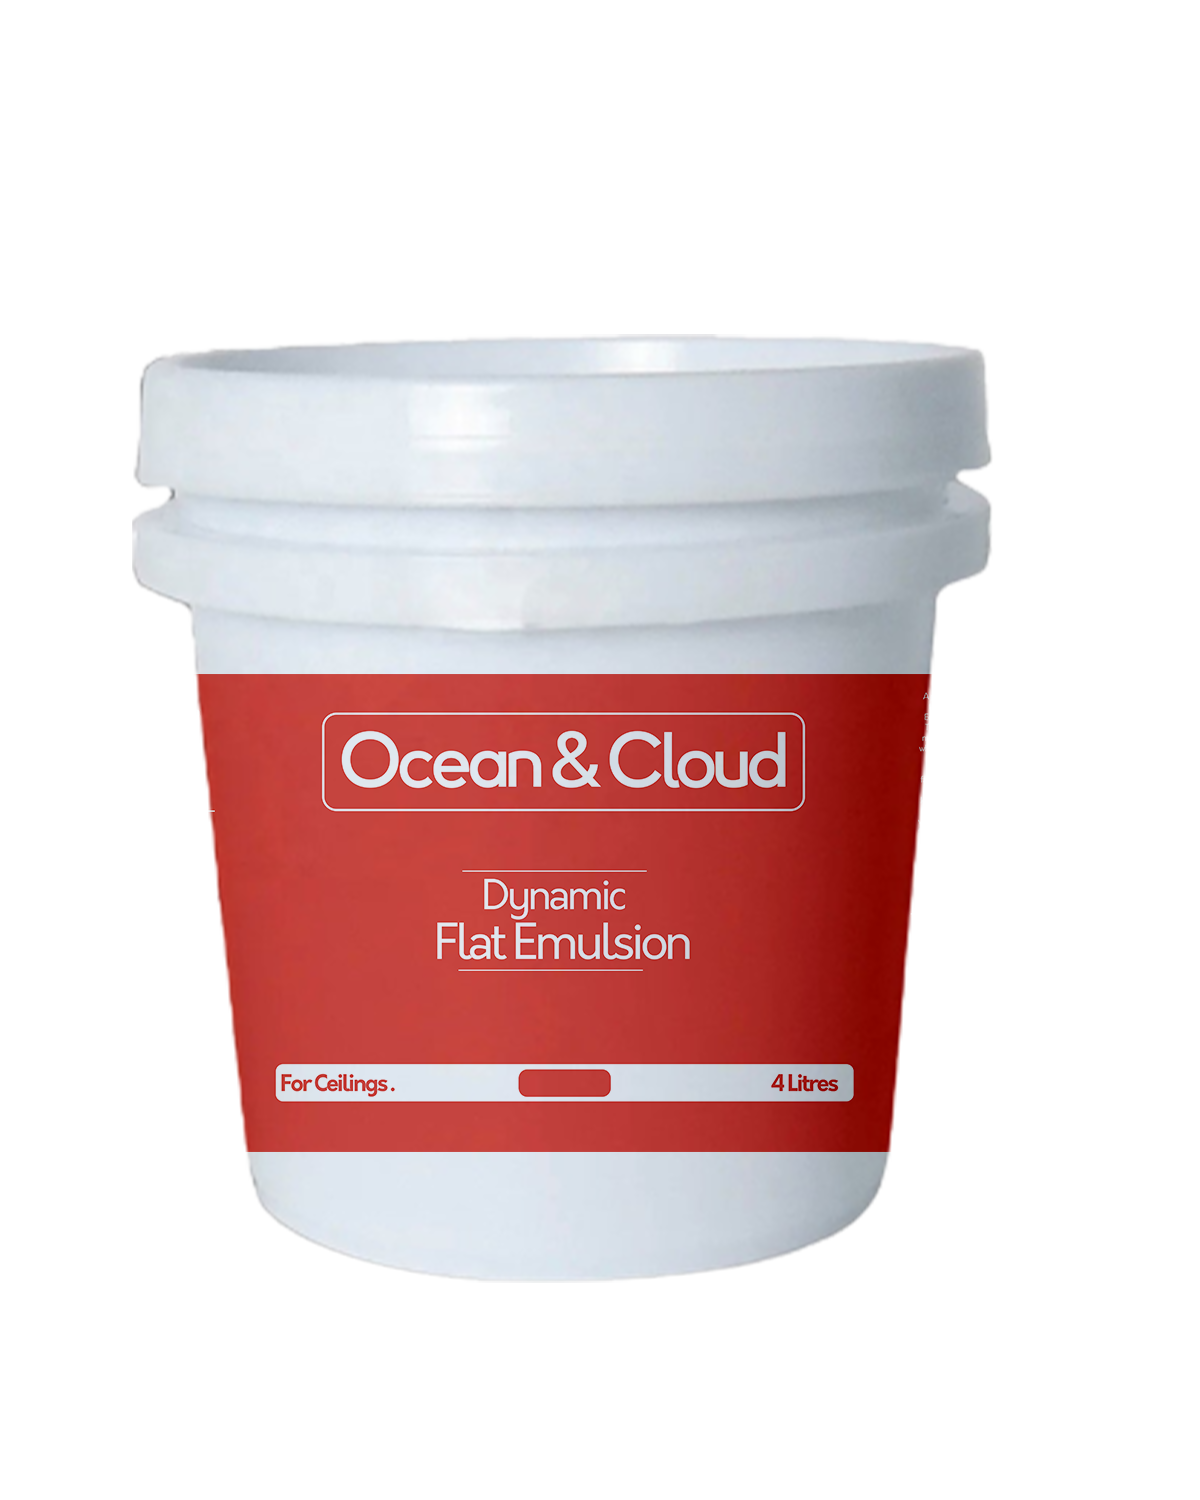 Ocean & Cloud
Dynamic
Flat Emulsion
For Ceilings .
4 Litres